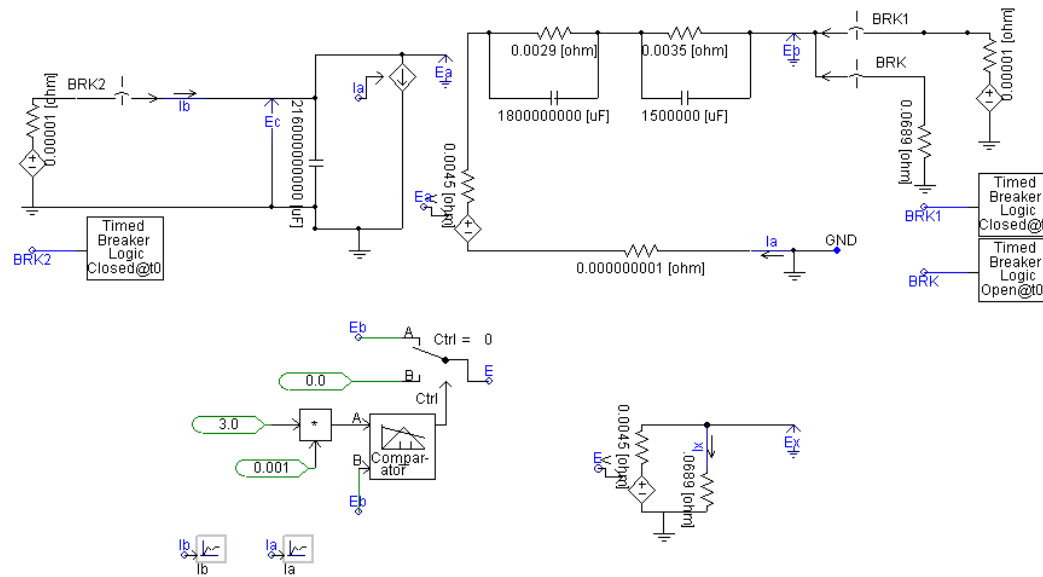 BRK1
0.0029 [ohm]
0.0035 [ohm]
Eb
0.00001 [ohm]
BRK
1800000000 [uF]
1500000 [uF]
0.0689 [ohm]
BRK2
Ib
0.00001 [ohm]
Ec
21600000000 [uF]
Ia
Ea
0.0045 [ohm]
Ea
0.000000001 [ohm]
Ia
GND
Timed
Breaker
Logic
Closed@t0
BRK1
Timed
Breaker
Logic
Open@t0
BRK
Timed
Breaker
Logic
Closed@t0
BRK2
Eb
A
Ctrl = 0
B
0.0
E
Ctrl
3.0
*
A
0.001
B
Compar-
ator
Eb
0.0045 [ohm]
E
Ix
.0689 [ohm]
Ex
Ib
Ib
Ia
Ia